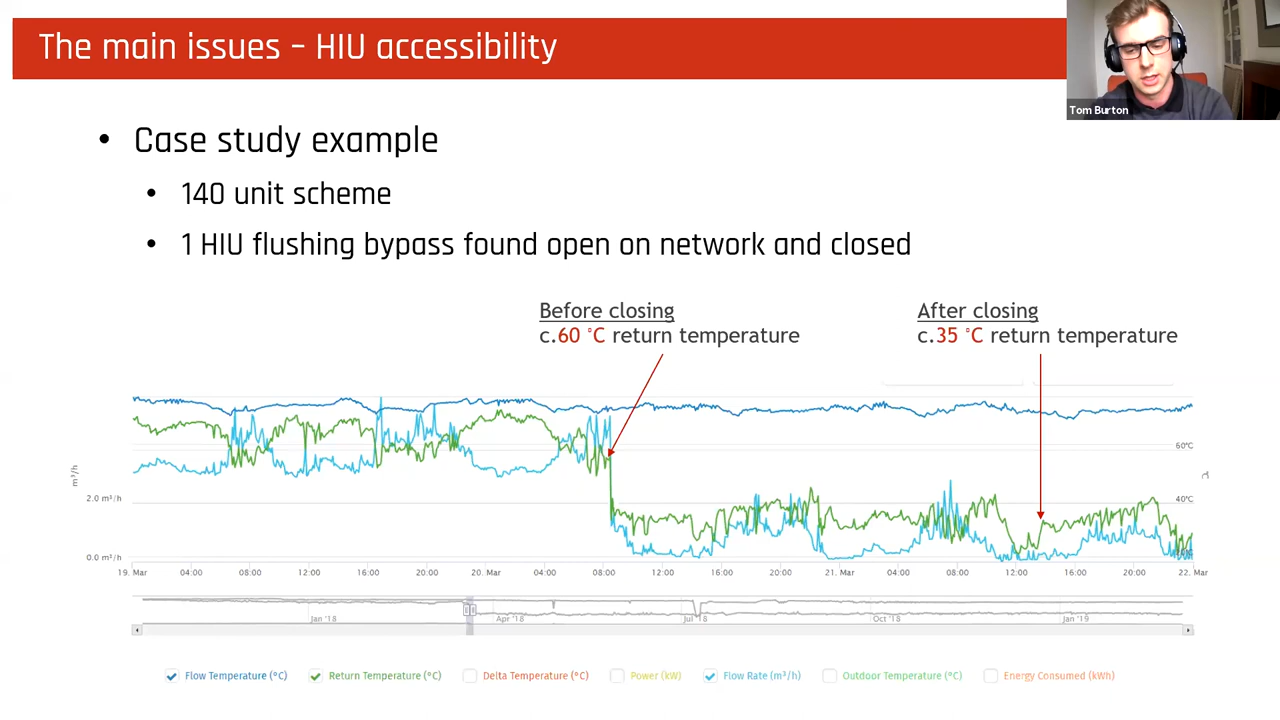 The main issues – HIU accessibility
Tom Burton
• Case study example
• 140 unit scheme
• 1 HIU flushing bypass found open on network and closed
Before closing
c.60 °C return temperature
After closing
c.35 °C return temperature
m³/h
2.0 m³/h
0.0 m³/h
60°C
40°C
°C
19. Mar 04:00 08:00 12:00 16:00 20:00 20. Mar 04:00 08:00 12:00 16:00 20:00 21. Mar 04:00 08:00 12:00 16:00 20:00 22. Mar
Jan '18 Apr '18 Jul '18 Oct '18 Jan '19
Flow Temperature (°C) Return Temperature (°C) Delta Temperature (°C) Power (kW) Flow Rate (m³/h) Outdoor Temperature (°C) Energy Consumed (kWh)